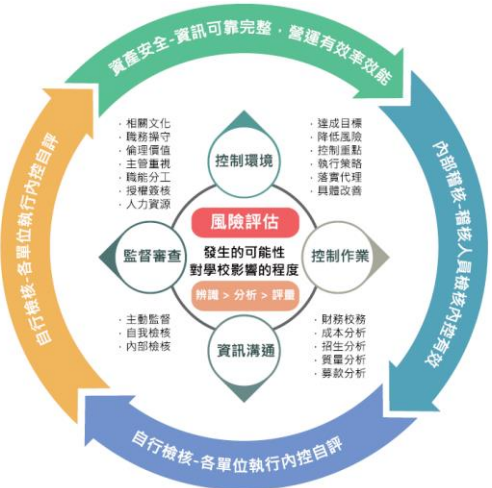 資產安全-資訊可靠完整，營運有效率效能
內部稽核-稽核人員檢核內控有效
自行檢核-各單位執行內控自評
自行檢核-各單位執行內控自評
· 相關文化
· 職務操守
· 倫理價值
· 主管重視
· 職能分工
· 授權簽核
· 人力資源
控制環境
· 達成目標
· 降低風險
· 控制重點
· 執行策略
· 落實代理
· 具體改善
風險評估
發生的可能性
對學校影響的程度
辨識 > 分析 > 評量
監督審查
控制作業
· 主動監督
· 自我檢核
· 內部檢核
資訊溝通
· 財務校務
· 成本分析
· 招生分析
· 質量分析
· 募款分析